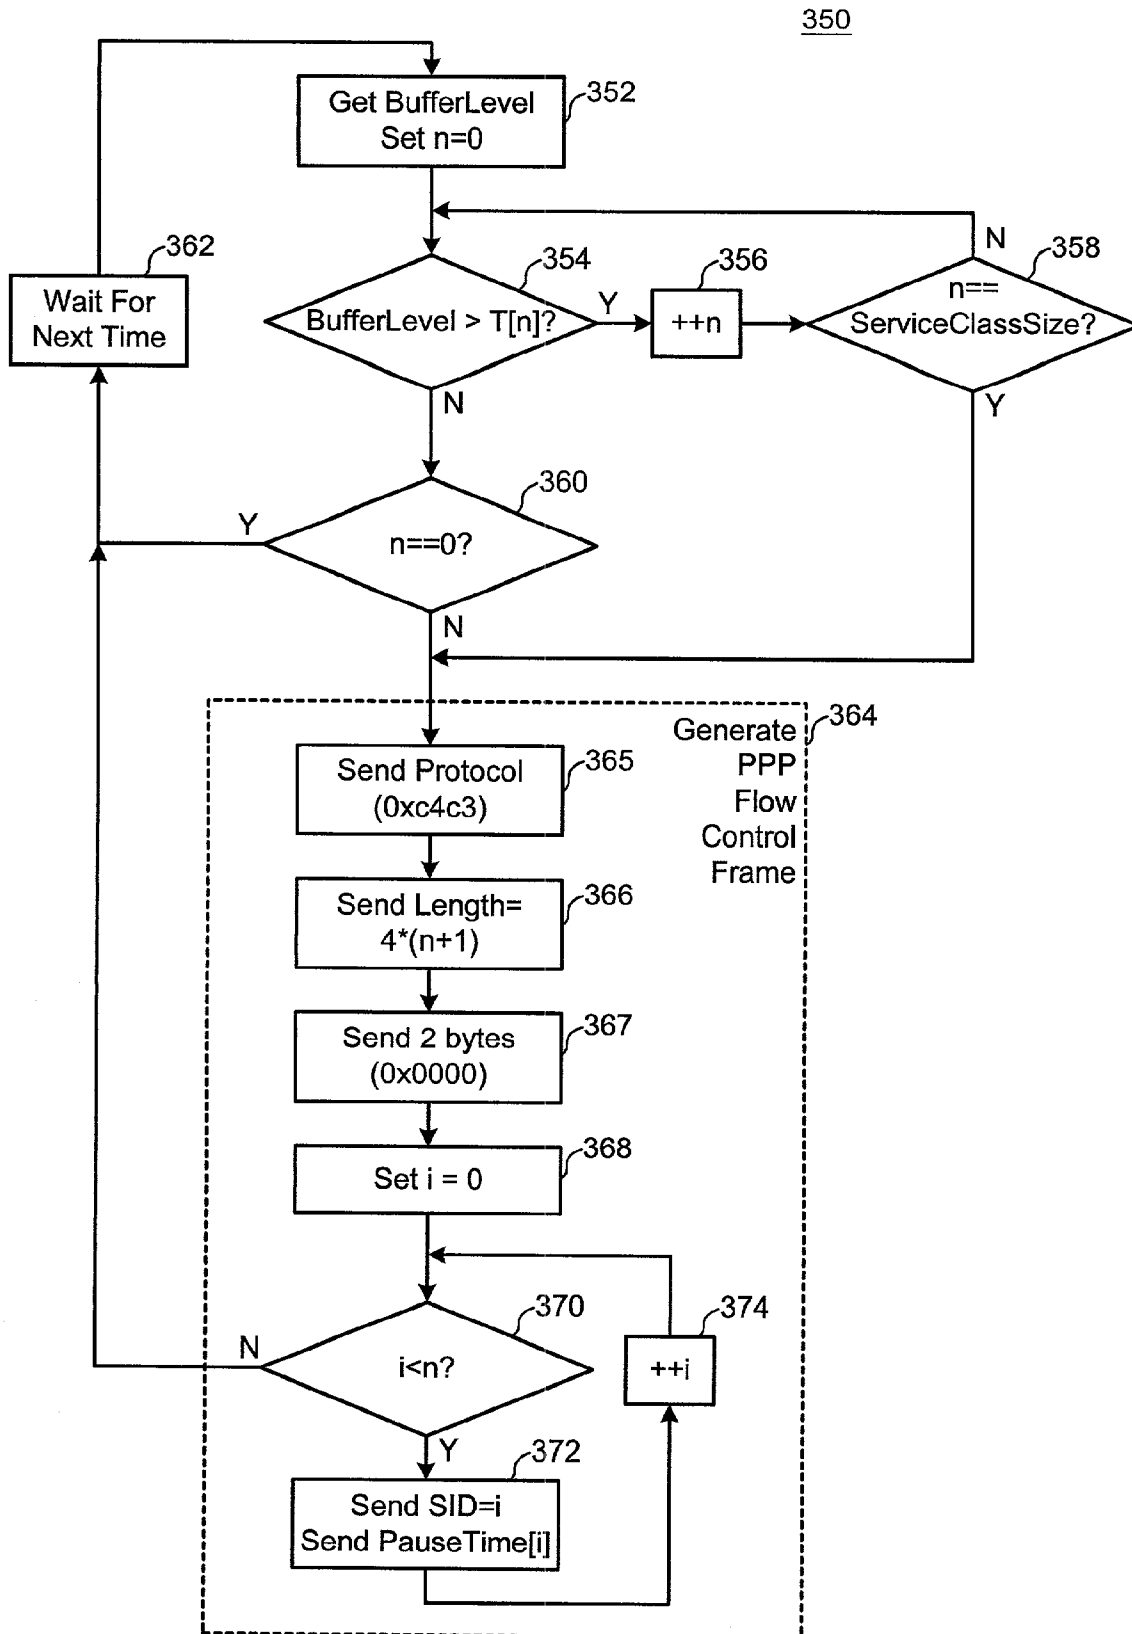 350
Get BufferLevel
Set n=0
352
362
Wait For
Next Time
354
BufferLevel > T[n]?
Y
356
++n
N
358
n==
ServiceClassSize?
N
Y
360
Y
n==0?
N
364
Generate
PPP
Flow
Control
Frame
Send Protocol
(0xc4c3)
365
Send Length=
4*(n+1)
366
Send 2 bytes
(0x0000)
367
Set i = 0
368
370
N
i<n?
374
++i
Y
372
Send SID=i
Send PauseTime[i]